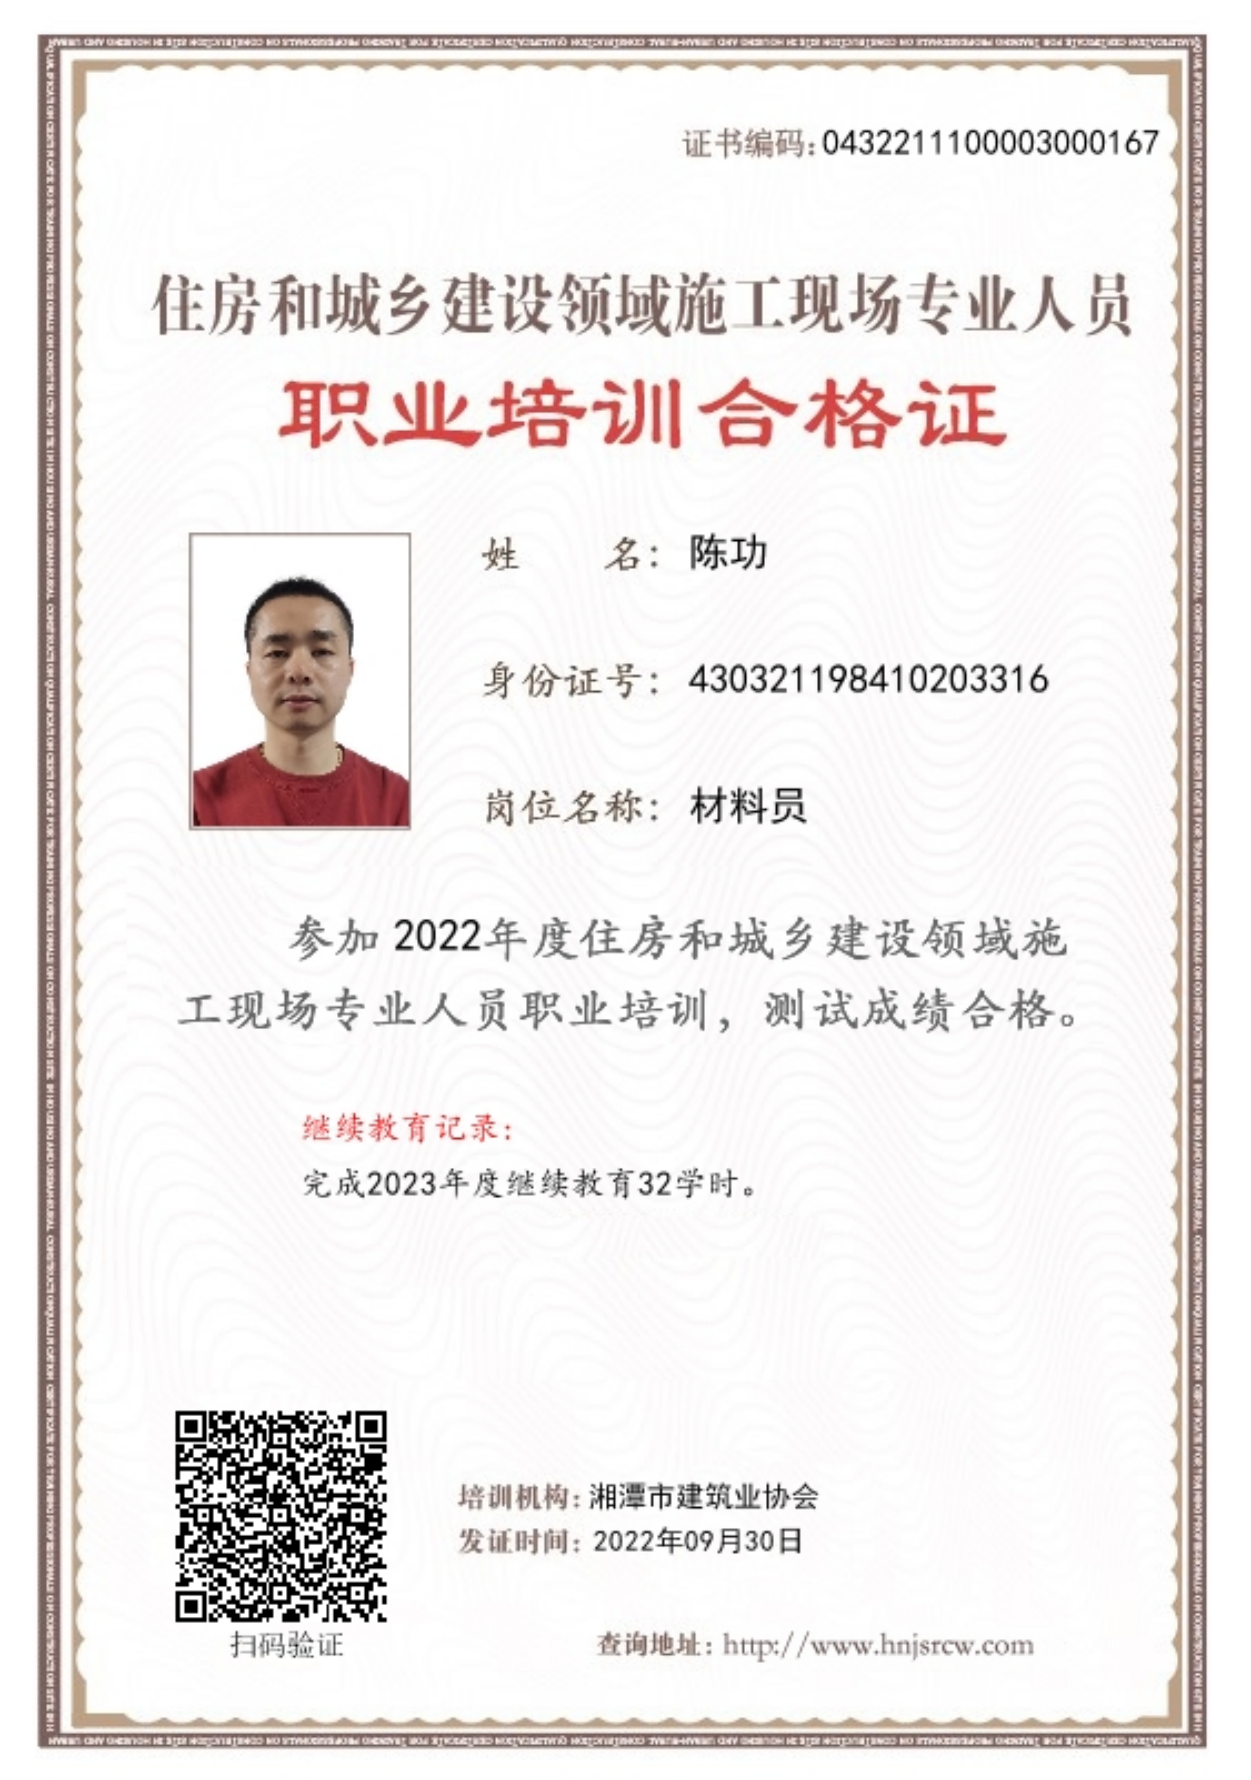 证书编码:0432211100003000167
住房和城乡建设领域施工现场专业人员
职业培训合格证
姓 名: 陈功
身份证号: 430321198410203316
岗位名称: 材料员
参加 2022年度住房和城乡建设领域施
工现场专业人员职业培训，测试成绩合格。
继续教育记录:
完成2023年度继续教育32学时。
培训机构: 湘潭市建筑业协会
发证时间: 2022年09月30日
扫码验证
查询地址: http://www.hnjsrcw.com